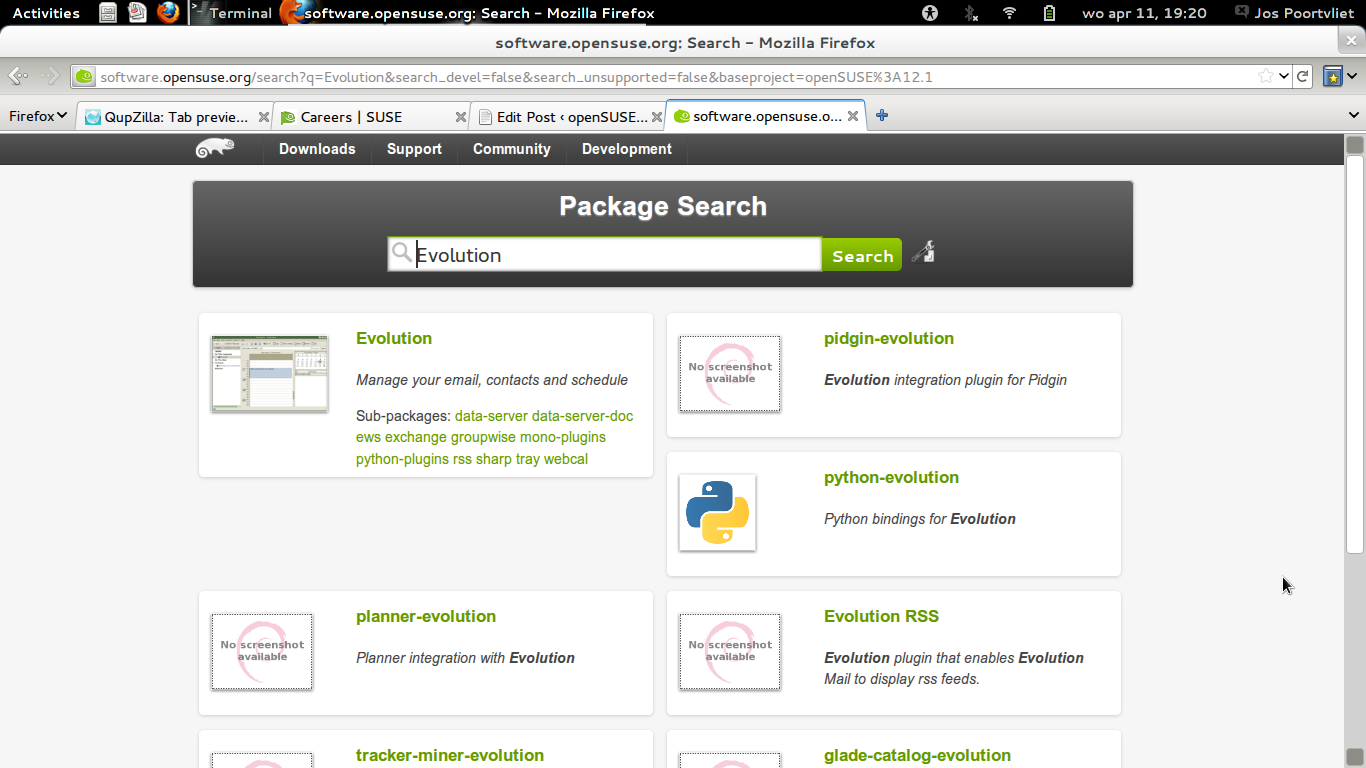 Activities
Terminal
software.opensuse.org: Search - Mozilla Firefox
wo apr 11, 19:20
Jos Poortvliet
software.opensuse.org: Search - Mozilla Firefox
software.opensuse.org/search?q=Evolution&search_devel=false&search_unsupported=false&baseproject=openSUSE%3A12.1
Firefox
QupZilla: Tab previe...
Careers | SUSE
Edit Post ‹ openSUSE...
software.opensuse.o...
Downloads
Support
Community
Development
Package Search
Evolution
Search
Evolution
Manage your email, contacts and schedule
Sub-packages: data-server data-server-doc
ews exchange groupwise mono-plugins
python-plugins rss sharp tray webcal
No screenshot
available
pidgin-evolution
Evolution integration plugin for Pidgin
python-evolution
Python bindings for Evolution
No screenshot
available
planner-evolution
Planner integration with Evolution
No screenshot
available
Evolution RSS
Evolution plugin that enables Evolution
Mail to display rss feeds.
tracker-miner-evolution
glade-catalog-evolution